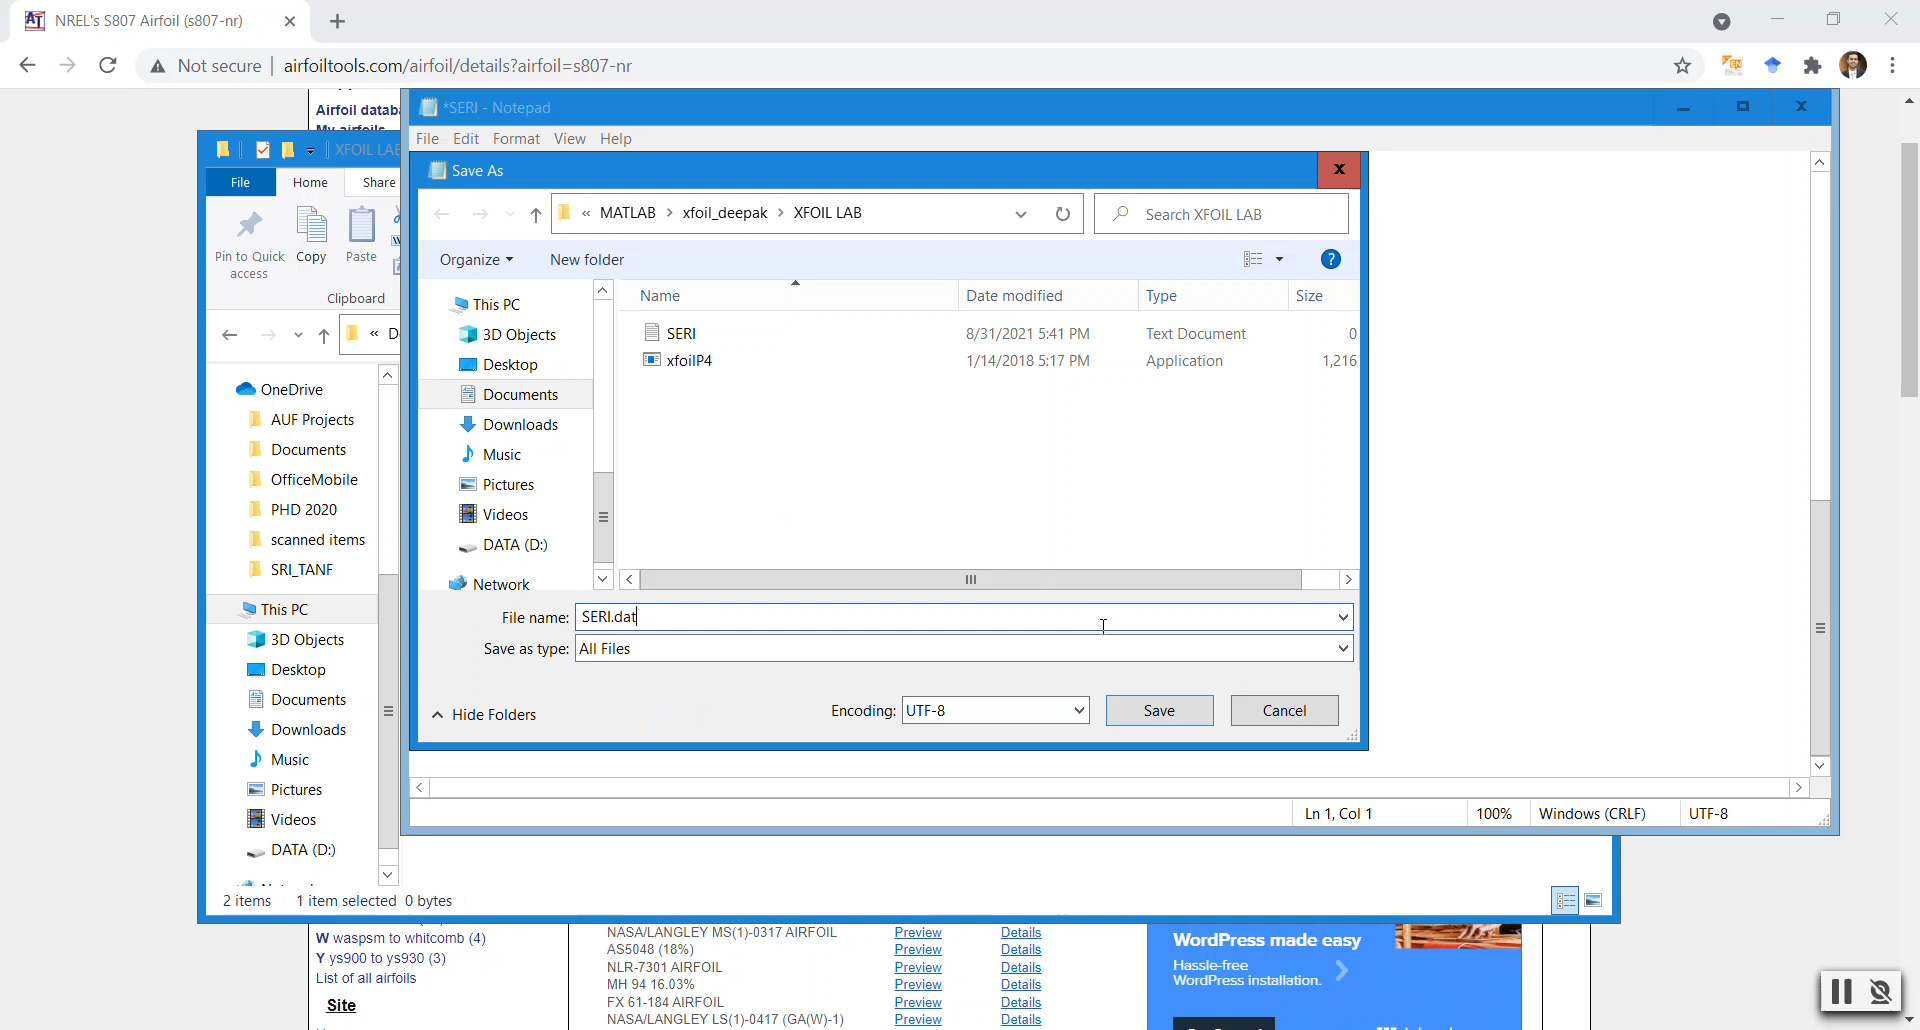 NREL's S807 Airfoil (s807-nr)
Not secure | airfoiltools.com/airfoil/details?airfoil=s807-nr
Airfoil databa
My airfoils
*SERI - Notepad
File Edit Format View Help
XFOIL LAB
File Home Share
Pin to Quick access
Copy
Paste
Clipboard
« D
OneDrive
AUF Projects
Documents
OfficeMobile
PHD 2020
scanned items
SRI_TANF
This PC
3D Objects
Desktop
Documents
Downloads
Music
Pictures
Videos
DATA (D:)
2 items 1 item selected 0 bytes
Save As
« MATLAB > xfoil_deepak > XFOIL LAB
Search XFOIL LAB
Organize New folder
This PC
3D Objects
Desktop
Documents
Downloads
Music
Pictures
Videos
DATA (D:)
Network
Name Date modified Type Size
SERI 8/31/2021 5:41 PM Text Document 0
xfoilP4 1/14/2018 5:17 PM Application 1,216
File name: SERI.dat
Save as type: All Files
Hide Folders
Encoding: UTF-8 Save Cancel
Ln 1, Col 1 100% Windows (CRLF) UTF-8
W waspsm to whitcomb (4)
Y ys900 to ys930 (3)
List of all airfoils
Site
NASA/LANGLEY MS(1)-0317 AIRFOIL Preview Details
AS5048 (18%) Preview Details
NLR-7301 AIRFOIL Preview Details
MH 94 16.03% Preview Details
FX 61-184 AIRFOIL Preview Details
NASA/LANGLEY LS(1)-0417 (GA(W)-1) Preview Details
WordPress made easy
Hassle-free
WordPress installation.